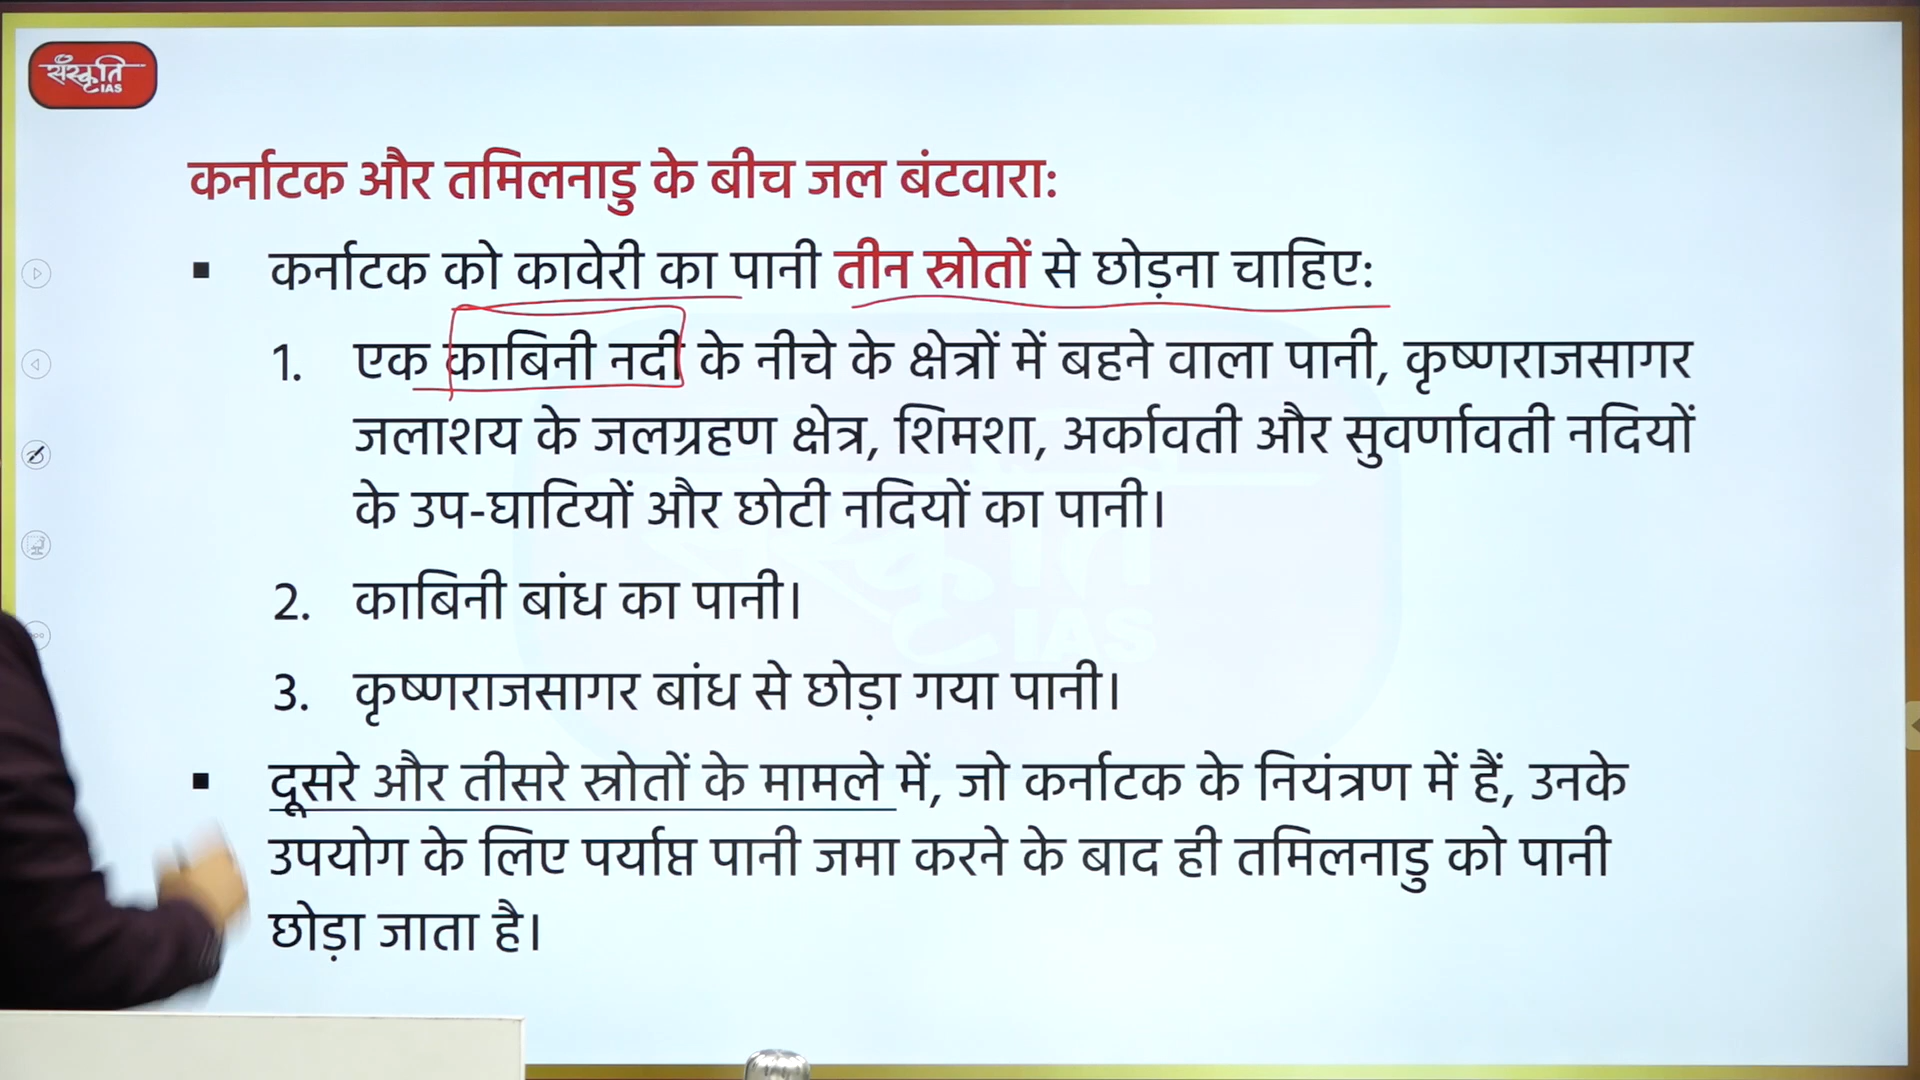 संस्कृति
IAS
कर्नाटक और तमिलनाडु के बीच जल बंटवारा:
▪ कर्नाटक को कावेरी का पानी तीन स्रोतों से छोड़ना चाहिए:
1. एक काबिनी नदी के नीचे के क्षेत्रों में बहने वाला पानी, कृष्णराजसागर
जलाशय के जलग्रहण क्षेत्र, शिमशा, अर्कावती और सुवर्णावती नदियों
के उप-घाटियों और छोटी नदियों का पानी।
2. काबिनी बांध का पानी।
3. कृष्णराजसागर बांध से छोड़ा गया पानी।
▪ दूसरे और तीसरे स्रोतों के मामले में, जो कर्नाटक के नियंत्रण में हैं, उनके
उपयोग के लिए पर्याप्त पानी जमा करने के बाद ही तमिलनाडु को पानी
छोड़ा जाता है।